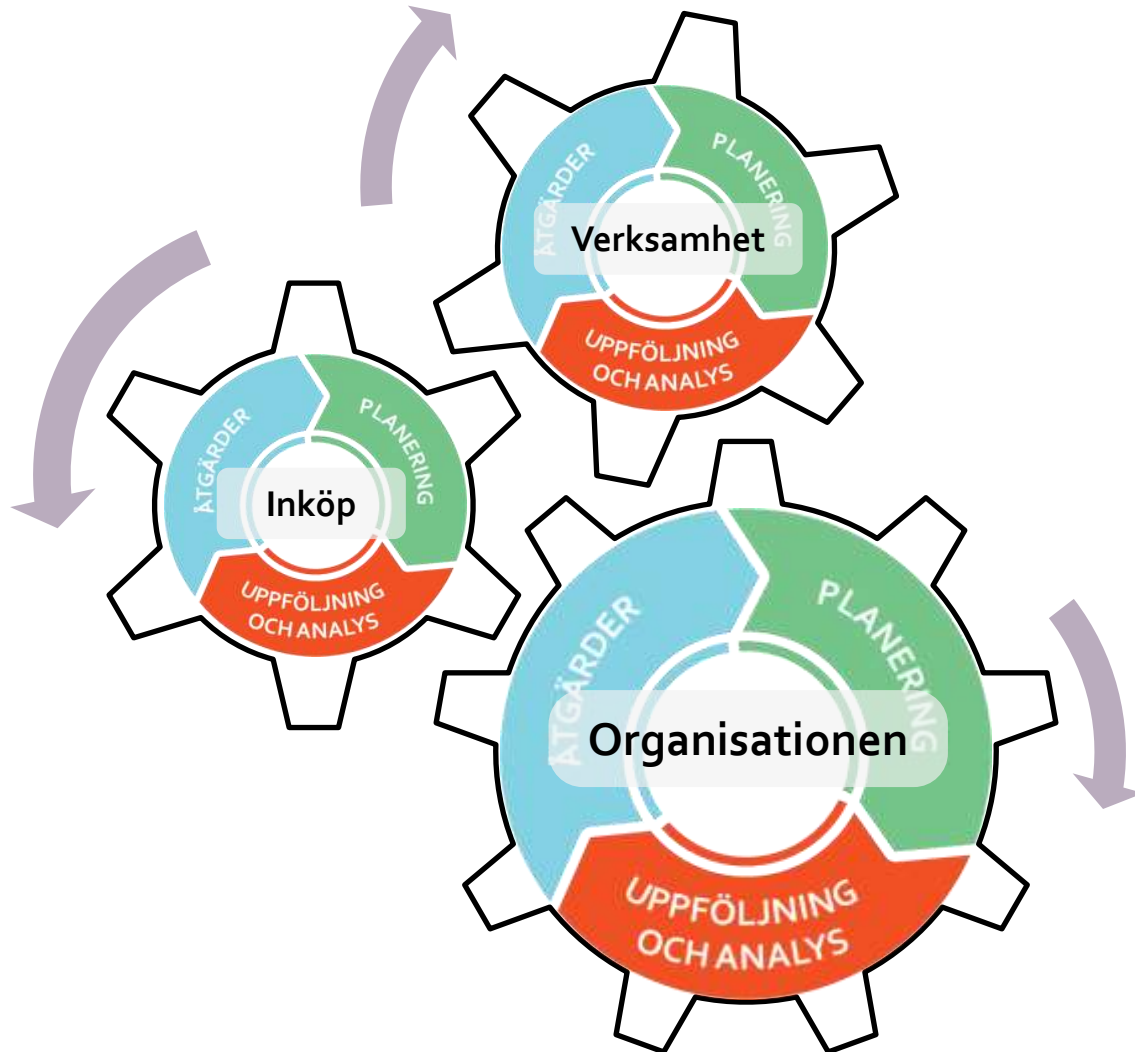 ÅTGÄRDER
PLANERING
Verksamhet
UPPFÖLJNING
OCH ANALYS
ÅTGÄRDER
PLANERING
Inköp
UPPFÖLJNING
OCH ANALYS
ÅTGÄRDER
PLANERING
Organisationen
UPPFÖLJNING
OCH ANALYS